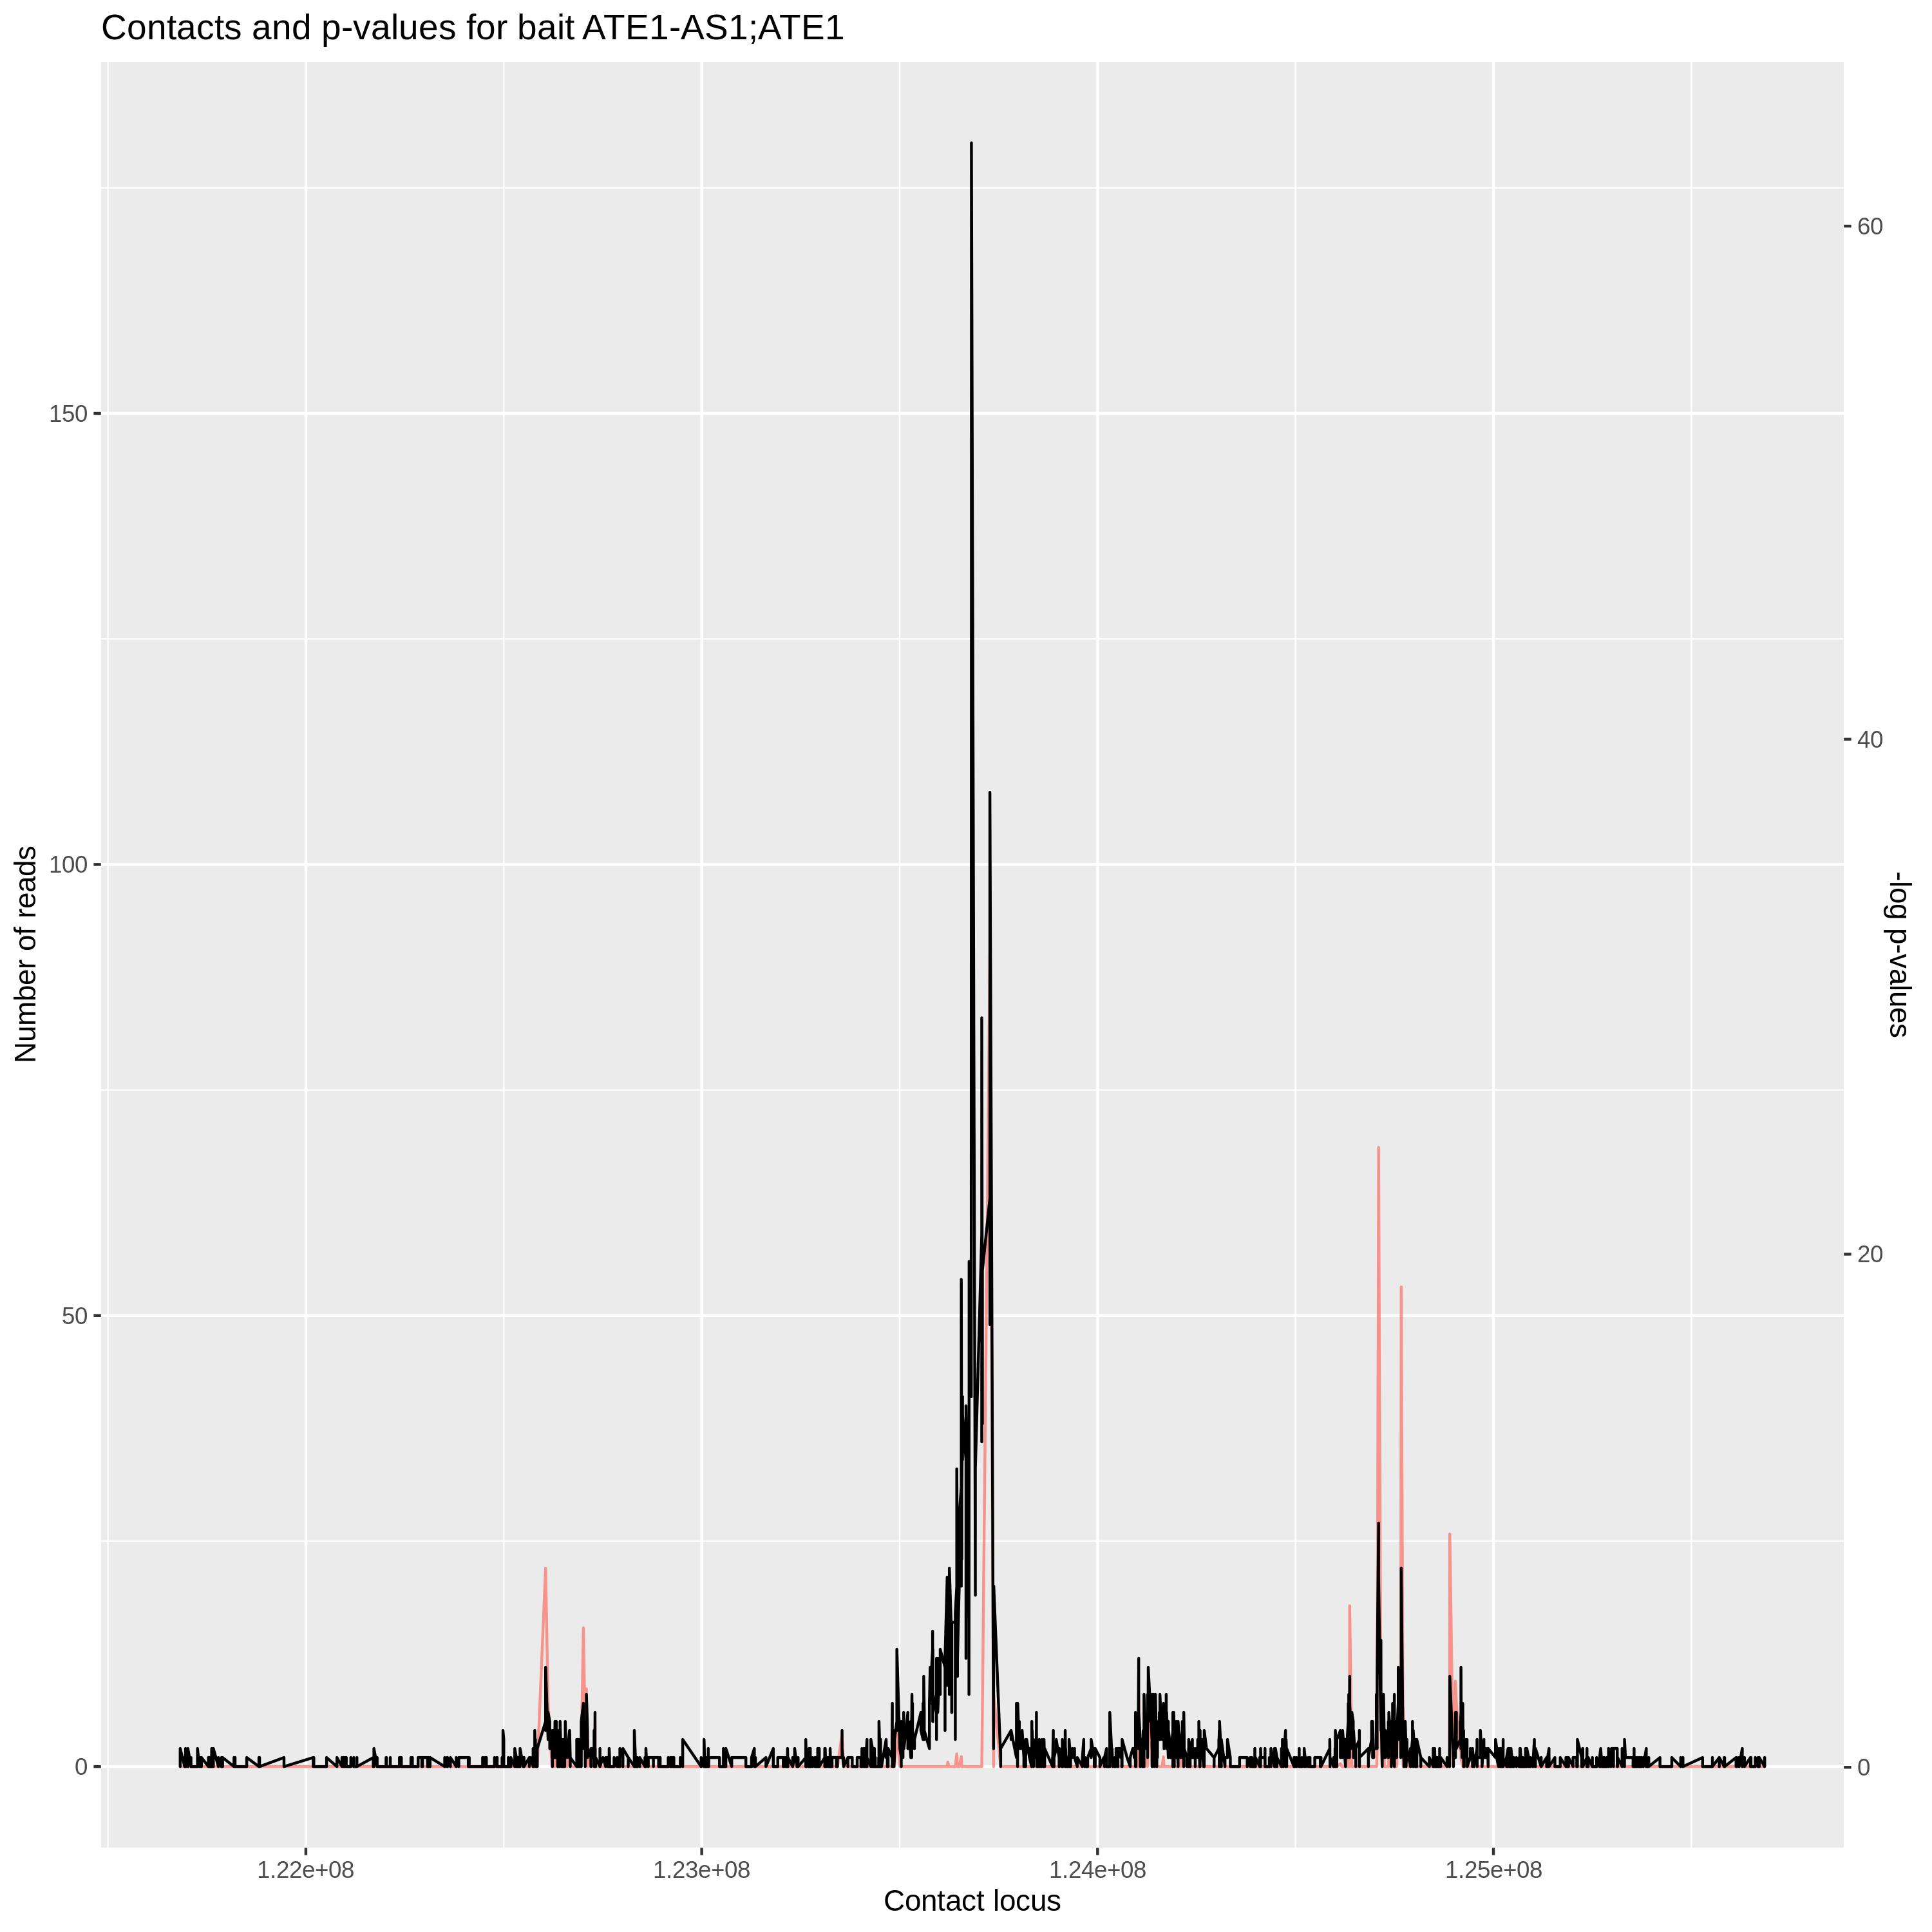 Contacts and p-values for bait ATE1-AS1;ATE1
150
100
50
0
Number of reads
60
40
20
0
-log p-values
1.22e+08
1.23e+08
1.24e+08
1.25e+08
Contact locus